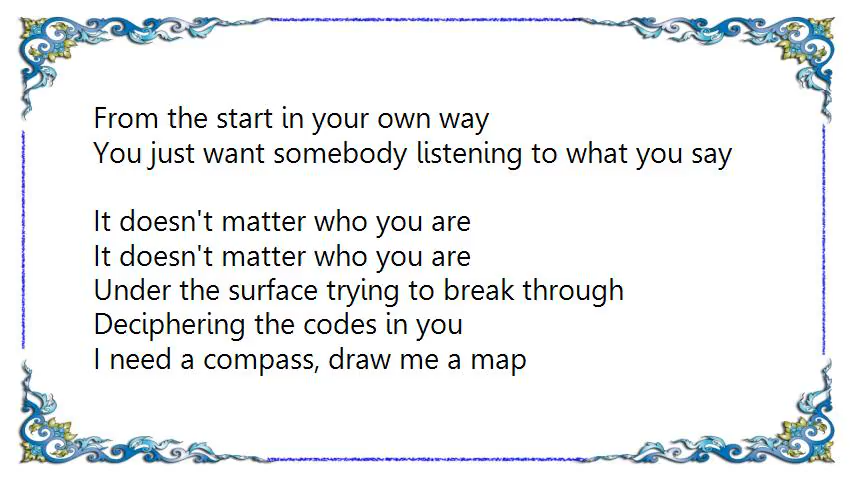 From the start in your own way
You just want somebody listening to what you say
It doesn't matter who you are
It doesn't matter who you are
Under the surface trying to break through
Deciphering the codes in you
I need a compass, draw me a map